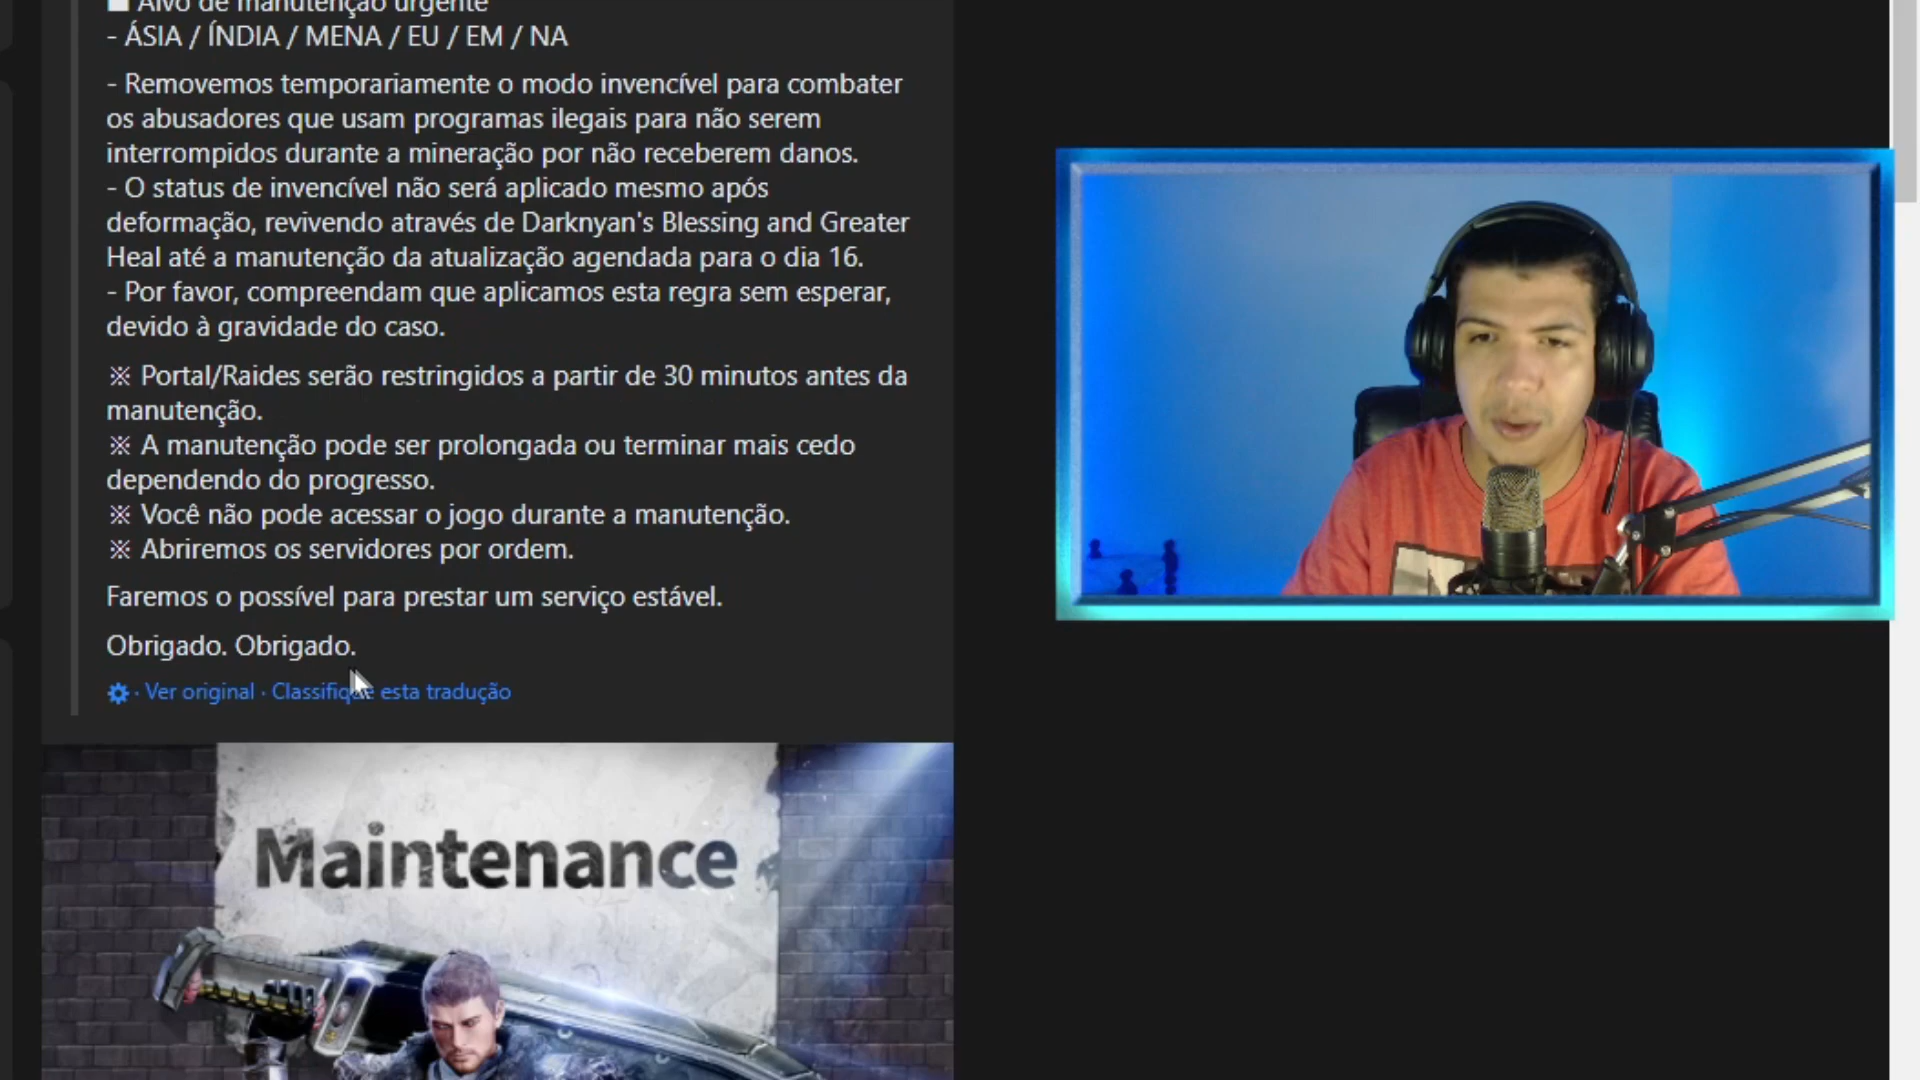 Alvo de manutenção urgente
- ÁSIA / ÍNDIA / MENA / EU / EM / NA
- Removemos temporariamente o modo invencível para combater
os abusadores que usam programas ilegais para não serem
interrompidos durante a mineração por não receberem danos.
- O status de invencível não será aplicado mesmo após
deformação, revivendo através de Darknyan's Blessing and Greater
Heal até a manutenção da atualização agendada para o dia 16.
- Por favor, compreendam que aplicamos esta regra sem esperar,
devido à gravidade do caso.
※ Portal/Raides serão restringidos a partir de 30 minutos antes da
manutenção.
※ A manutenção pode ser prolongada ou terminar mais cedo
dependendo do progresso.
※ Você não pode acessar o jogo durante a manutenção.
※ Abriremos os servidores por ordem.
Faremos o possível para prestar um serviço estável.
Obrigado. Obrigado.
· Ver original · Classifique esta tradução
Maintenance